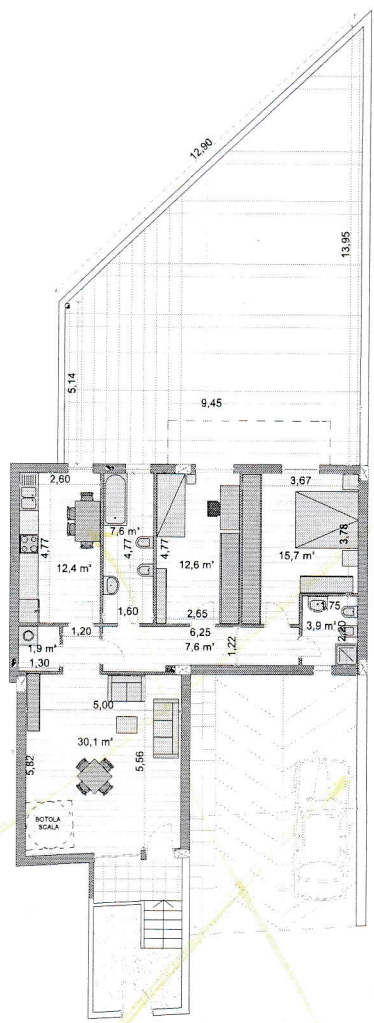 12,90
13,95
5,14
9,45
2,60
3,67
4,77
7,6 m²
4,77
4,77
3,78
12,4 m²
12,6 m²
15,7 m²
1,60
2,65
1,75
3,9 m²
2,20
1,20
6,25
1,9 m²
7,6 m²
1,22
1,30
5,00
5,82
30,1 m²
5,56
BOTOLA
SCALA